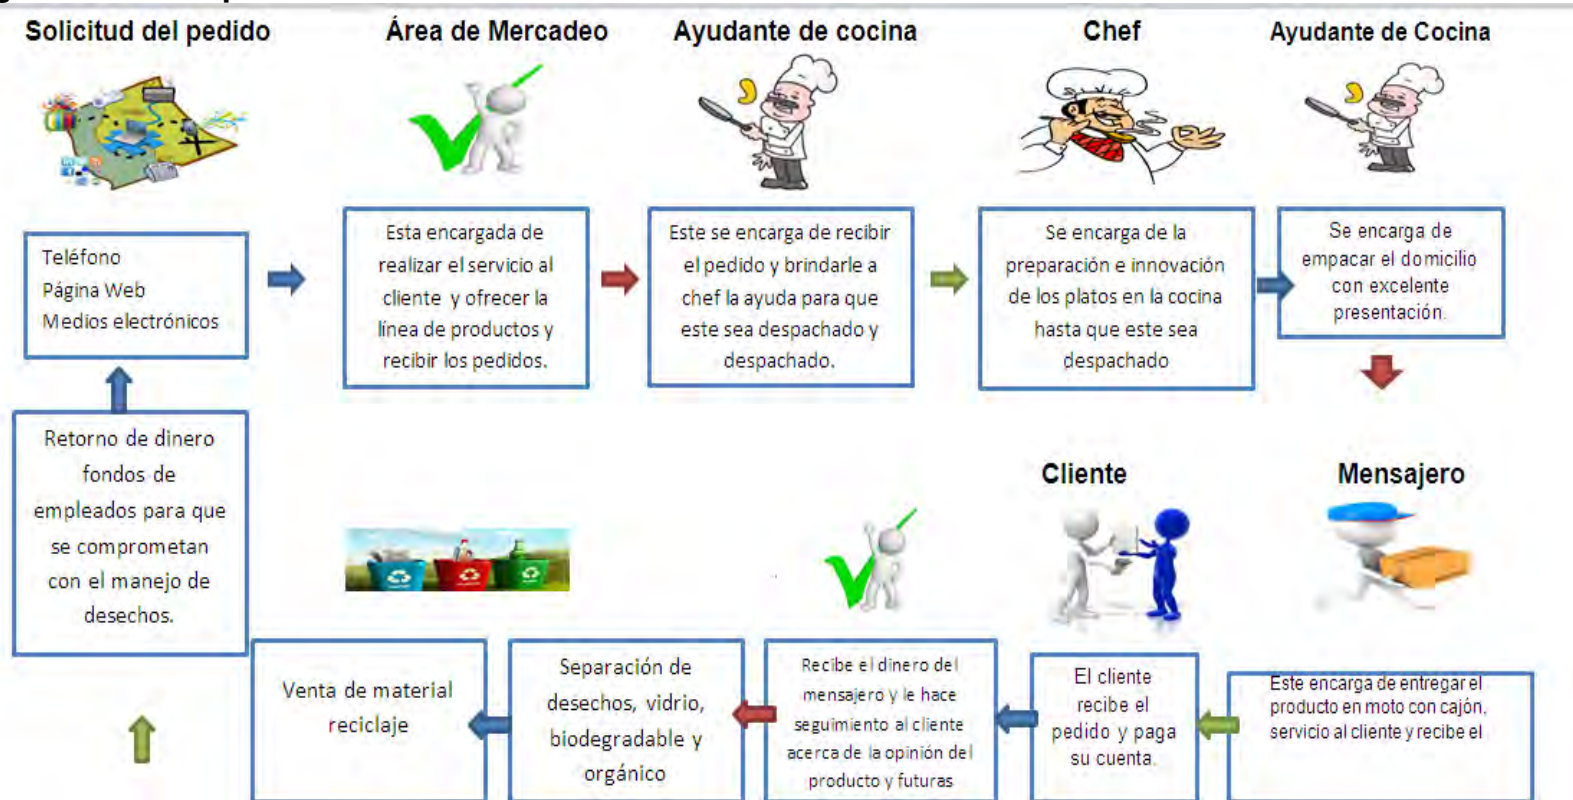 Solicitud del pedido
Área de Mercadeo
Ayudante de cocina
Chef
Ayudante de Cocina
Teléfono
Página Web
Medios electrónicos
Esta encargada de
realizar el servicio al
cliente y ofrecer la
línea de productos y
recibir los pedidos.
Este se encarga de recibir
el pedido y brindarle a
chef la ayuda para que
este sea despachado y
despachado.
Se encarga de la
preparación e innovación
de los platos en la cocina
hasta que este sea
despachado
Se encarga de
empacar el domicilio
con excelente
presentación.
Retorno de dinero
fondos de
empleados para que
se comprometan
con el manejo de
desechos.
Cliente
Mensajero
Venta de material
reciclaje
Separación de
desechos, vidrio,
biodegradable y
orgánico
Recibe el dinero del
mensajero y le hace
seguimiento al cliente
acerca de la opinión del
producto y futuras
El cliente
recibe el
pedido y paga
su cuenta.
Este encarga de entregar el
producto en moto con cajón,
servicio al cliente y recibe el